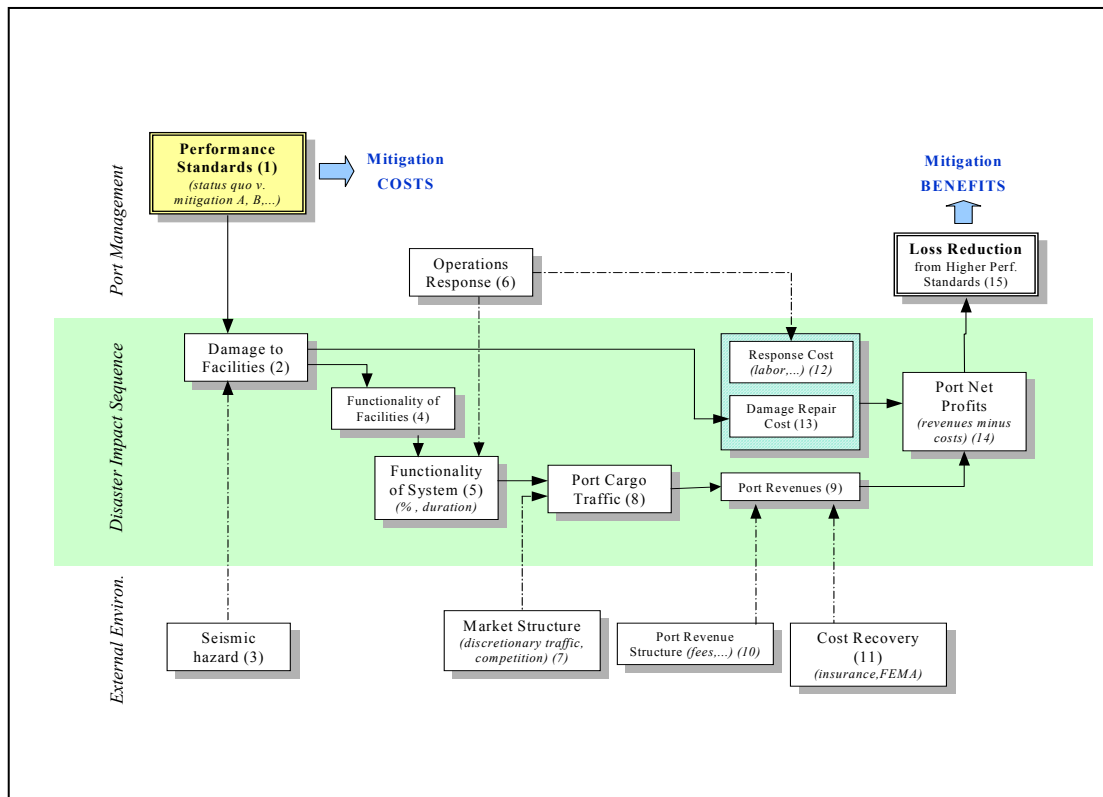 Port Management
Performance
Standards (1)
(status quo v.
mitigation A, B,...)
Mitigation
COSTS
Mitigation
BENEFITS
Operations
Response (6)
Loss Reduction
from Higher Perf.
Standards (15)
Disaster Impact Sequence
Damage to
Facilities (2)
Functionality of
Facilities (4)
Functionality
of System (5)
(% , duration)
Port Cargo
Traffic (8)
Response Cost
(labor,...) (12)
Damage Repair
Cost (13)
Port Revenues (9)
Port Net
Profits
(revenues minus
costs) (14)
External Environ.
Seismic
hazard (3)
Market Structure
(discretionary traffic,
competition) (7)
Port Revenue
Structure (fees,...) (10)
Cost Recovery
(11)
(insurance,FEMA)